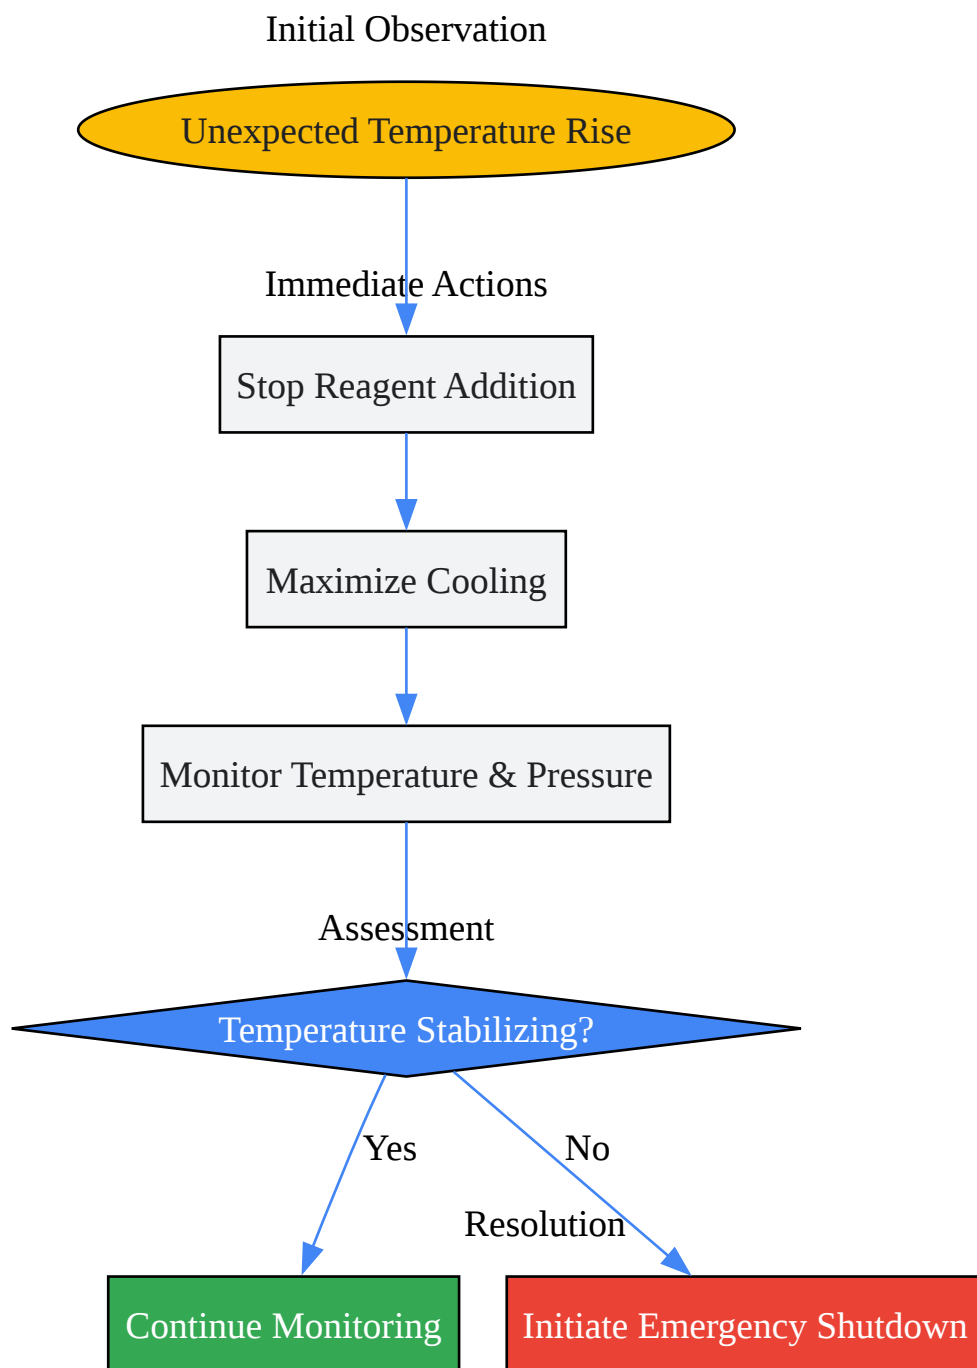 Initial Observation
Unexpected Temperature Rise
Immediate Actions
Stop Reagent Addition
Maximize Cooling
Monitor Temperature & Pressure
Assessment
Temperature Stabilizing?
Yes
No
Resolution
Continue Monitoring
Initiate Emergency Shutdown